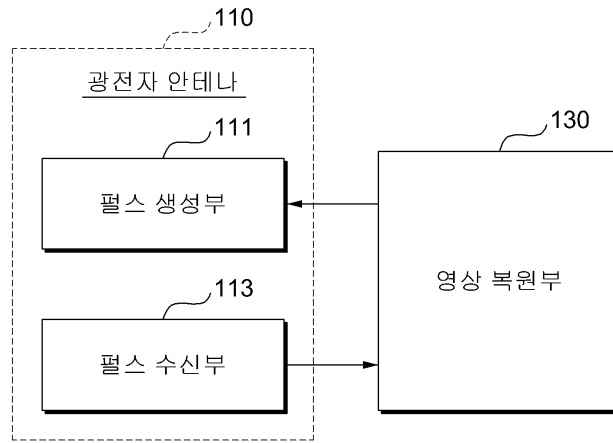 110
광전자 안테나
111
펄스 생성부
130
영상 복원부
113
펄스 수신부